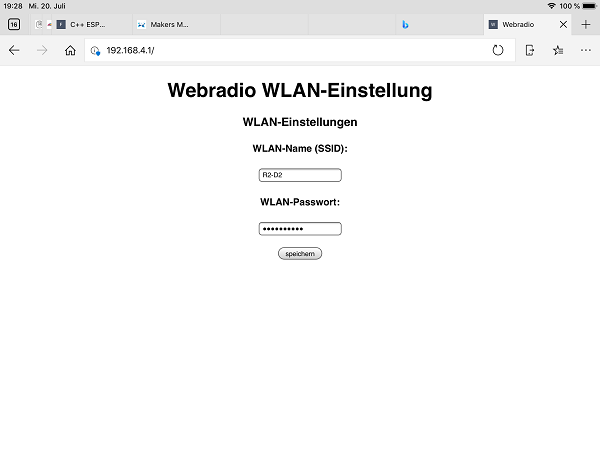 19:28 Mi. 20. Juli 100 %
16 C++ ESP... Makers M... Webradio
192.168.4.1/
Webradio WLAN-Einstellung
WLAN-Einstellungen
WLAN-Name (SSID):
R2-D2
WLAN-Passwort:
••••••••••
speichern